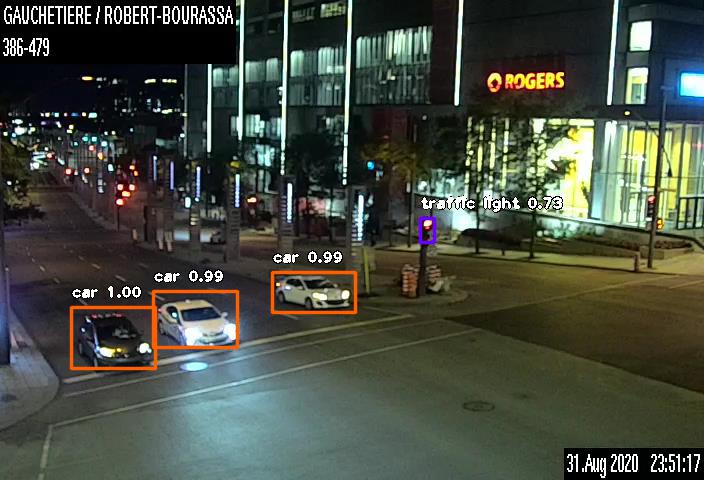 GAUCHETIERE / ROBERT-BOURASSA
386-479
ROGERS
traffic light 0.73
car 0.99
car 0.99
car 1.00
31.Aug 2020 23:51:17